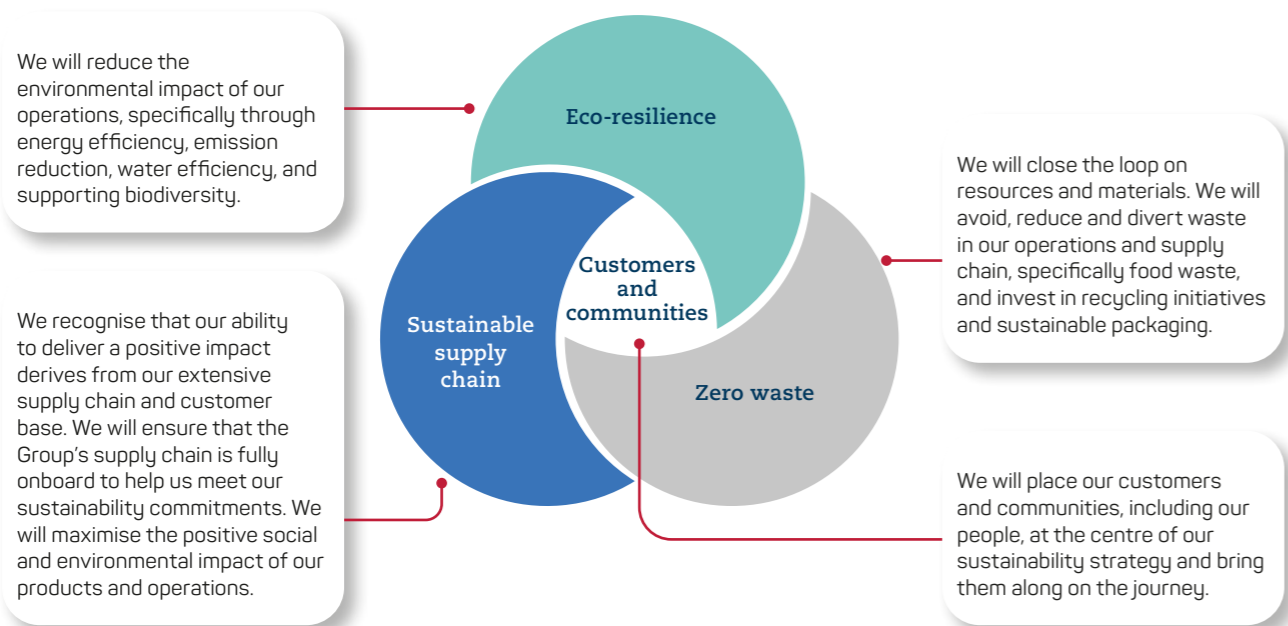 We will reduce the
environmental impact of our
operations, specifically through
energy efficiency, emission
reduction, water efficiency, and
supporting biodiversity.
We recognise that our ability
to deliver a positive impact
derives from our extensive
supply chain and customer
base. We will ensure that the
Group’s supply chain is fully
onboard to help us meet our
sustainability commitments. We
will maximise the positive social
and environmental impact of our
products and operations.
Eco-resilience
Customers
and
communities
Sustainable
supply
chain
Zero waste
We will close the loop on
resources and materials. We will
avoid, reduce and divert waste
in our operations and supply
chain, specifically food waste,
and invest in recycling initiatives
and sustainable packaging.
We will place our customers
and communities, including our
people, at the centre of our
sustainability strategy and bring
them along on the journey.